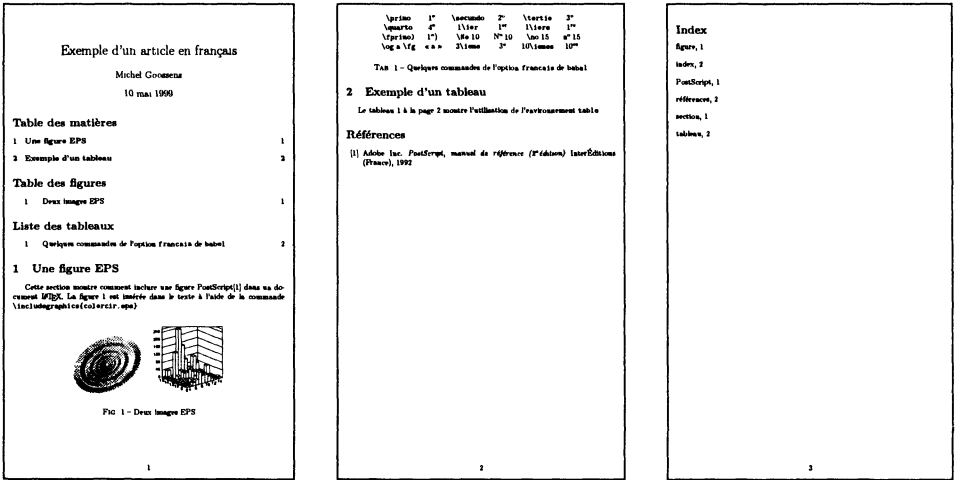 Exemple d'un article en français
Michel Goossens
10 mai 1999
Table des matières
1 Une figure EPS 1
2 Exemple d'un tableau 2
Table des figures
1 Deux images EPS 1
Liste des tableaux
1 Quelques commandes de l'option francais de babel 2
1 Une figure EPS
Cette section montre comment inclure une figure PostScript[1] dans un do-
cument LATEX. La figure 1 est insérée dans le texte à l'aide de la commande
\includegraphics{colorcir.eps}
FIG 1 – Deux images EPS
1
\primo 1º \secundo 2º \tertio 3º
\quarto 4º 1\ier 1er 1\iere 1re
\fprimo) 1º) \No 10 Nº 10 \no 15 nº 15
\og a \fg « a » 3\ieme 3e 10\iemes 10es
TAB 1 – Quelques commandes de l'option francais de babel
2 Exemple d'un tableau
Le tableau 1 à la page 2 montre l'utilisation de l'environnement table
Références
[1] Adobe Inc. PostScript, manuel de référence (2e édition) InterÉditions
(France), 1992
2
Index
figure, 1
index, 2
PostScript, 1
références, 2
section, 1
tableau, 2
3